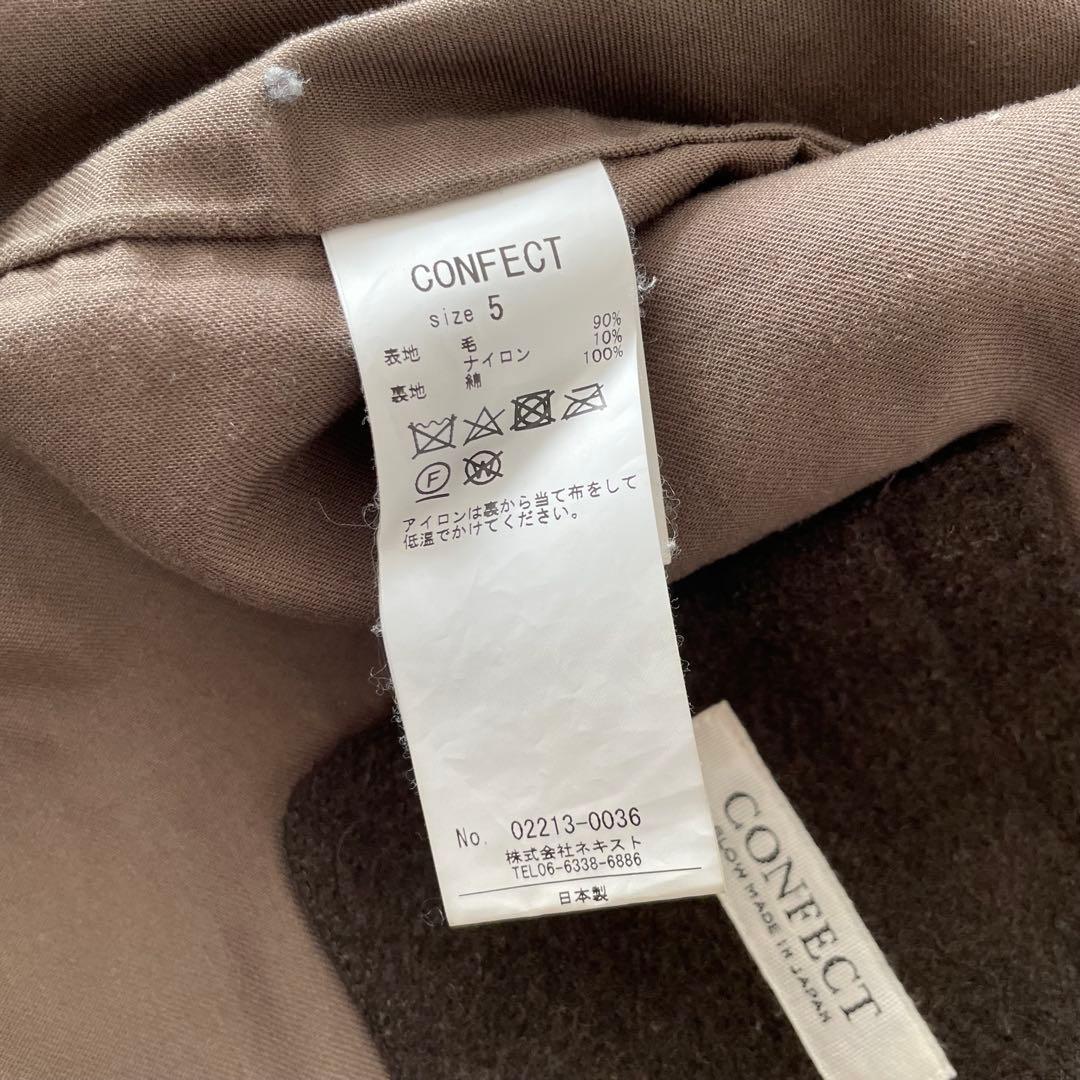 CONFECT
size 5
表地 毛 90%
ナイロン 10%
裏地 綿 100%
F W
アイロンは裏から当て布をして
低温でかけてください。
No. 02213-0036
株式会社ネキスト
TEL06-6338-6886
日本製
CONFECT
SLOW MADE IN JAPAN